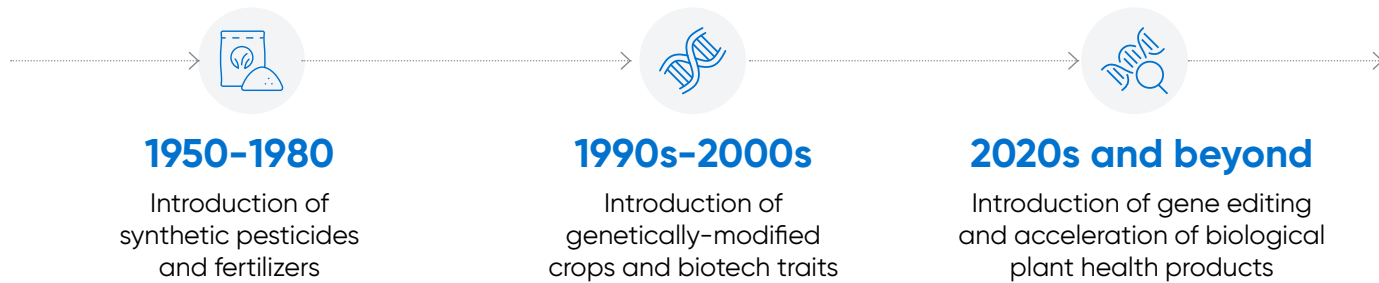 1950-1980
Introduction of
synthetic pesticides
and fertilizers
1990s-2000s
Introduction of
genetically-modified
crops and biotech traits
2020s and beyond
Introduction of gene editing
and acceleration of biological
plant health products